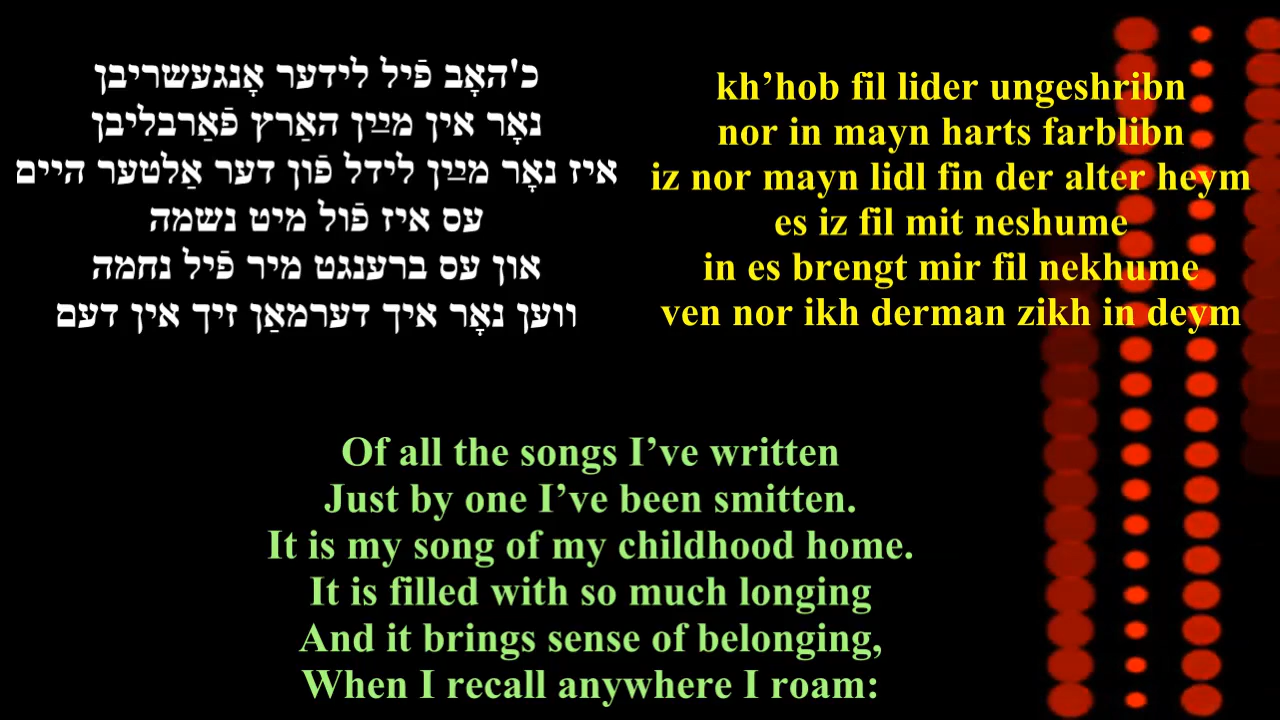 כ'האָב פֿיל לידער אָנגעשריבן
נאָר אין מײַן האַרץ פֿאַרבליבן
איז נאָר מײַן לידל פֿון דער אַלטער היים
עס איז פֿול מיט נשמה
און עס ברענגט מיר פֿיל נחמה
ווען נאָר איך דערמאַן זיך אין דעם
kh’hob fil lider ungeshribn
nor in mayn harts farblibn
iz nor mayn lidl fin der alter heym
es iz fil mit neshume
in es brengt mir fil nekhume
ven nor ikh derman zikh in deym
Of all the songs I’ve written
Just by one I’ve been smitten.
It is my song of my childhood home.
It is filled with so much longing
And it brings sense of belonging,
When I recall anywhere I roam: